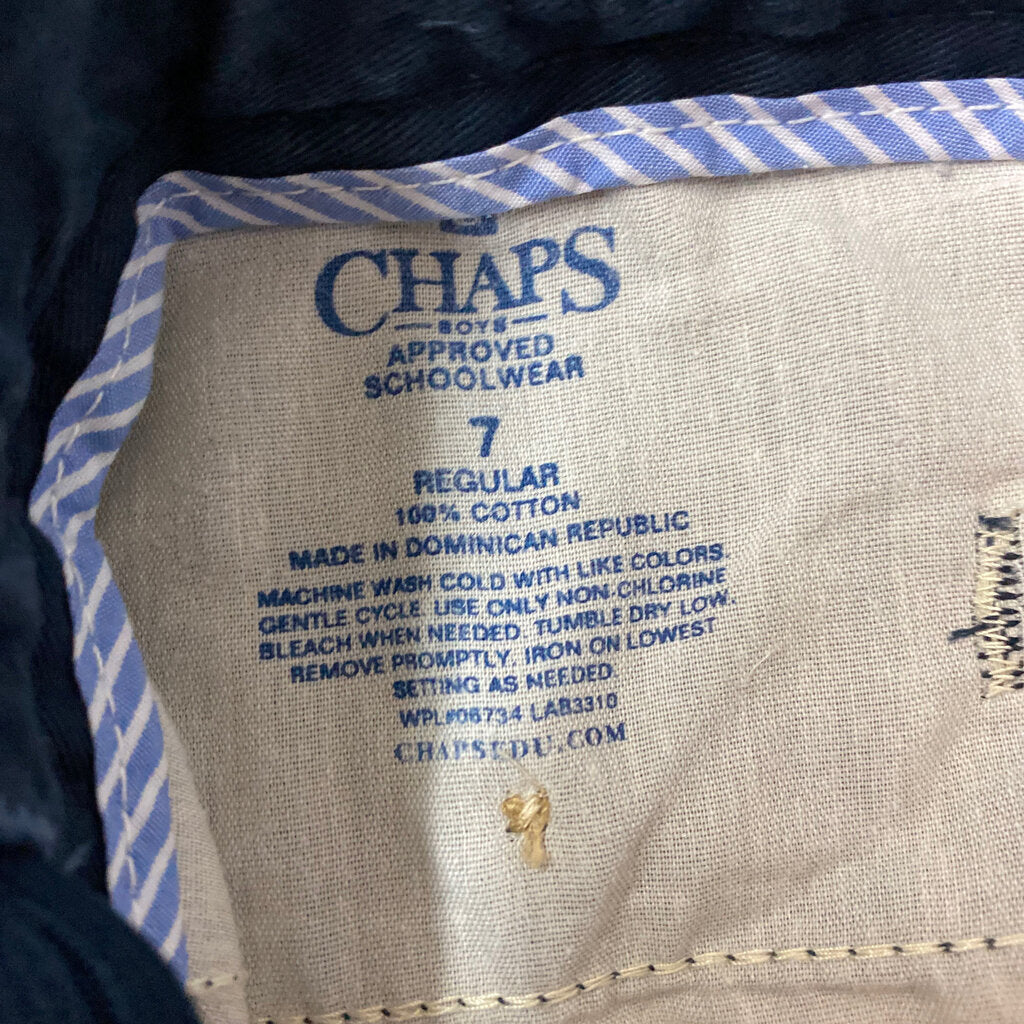 CHAPS
BOYS
APPROVED
SCHOOLWEAR
7
REGULAR
100% COTTON
MADE IN DOMINICAN REPUBLIC
MACHINE WASH COLD WITH LIKE COLORS.
GENTLE CYCLE. USE ONLY NON-CHLORINE
BLEACH WHEN NEEDED. TUMBLE DRY LOW.
REMOVE PROMPTLY. IRON ON LOWEST
SETTING AS NEEDED.
WPL#06734 LAB3310
CHAPSEDU.COM